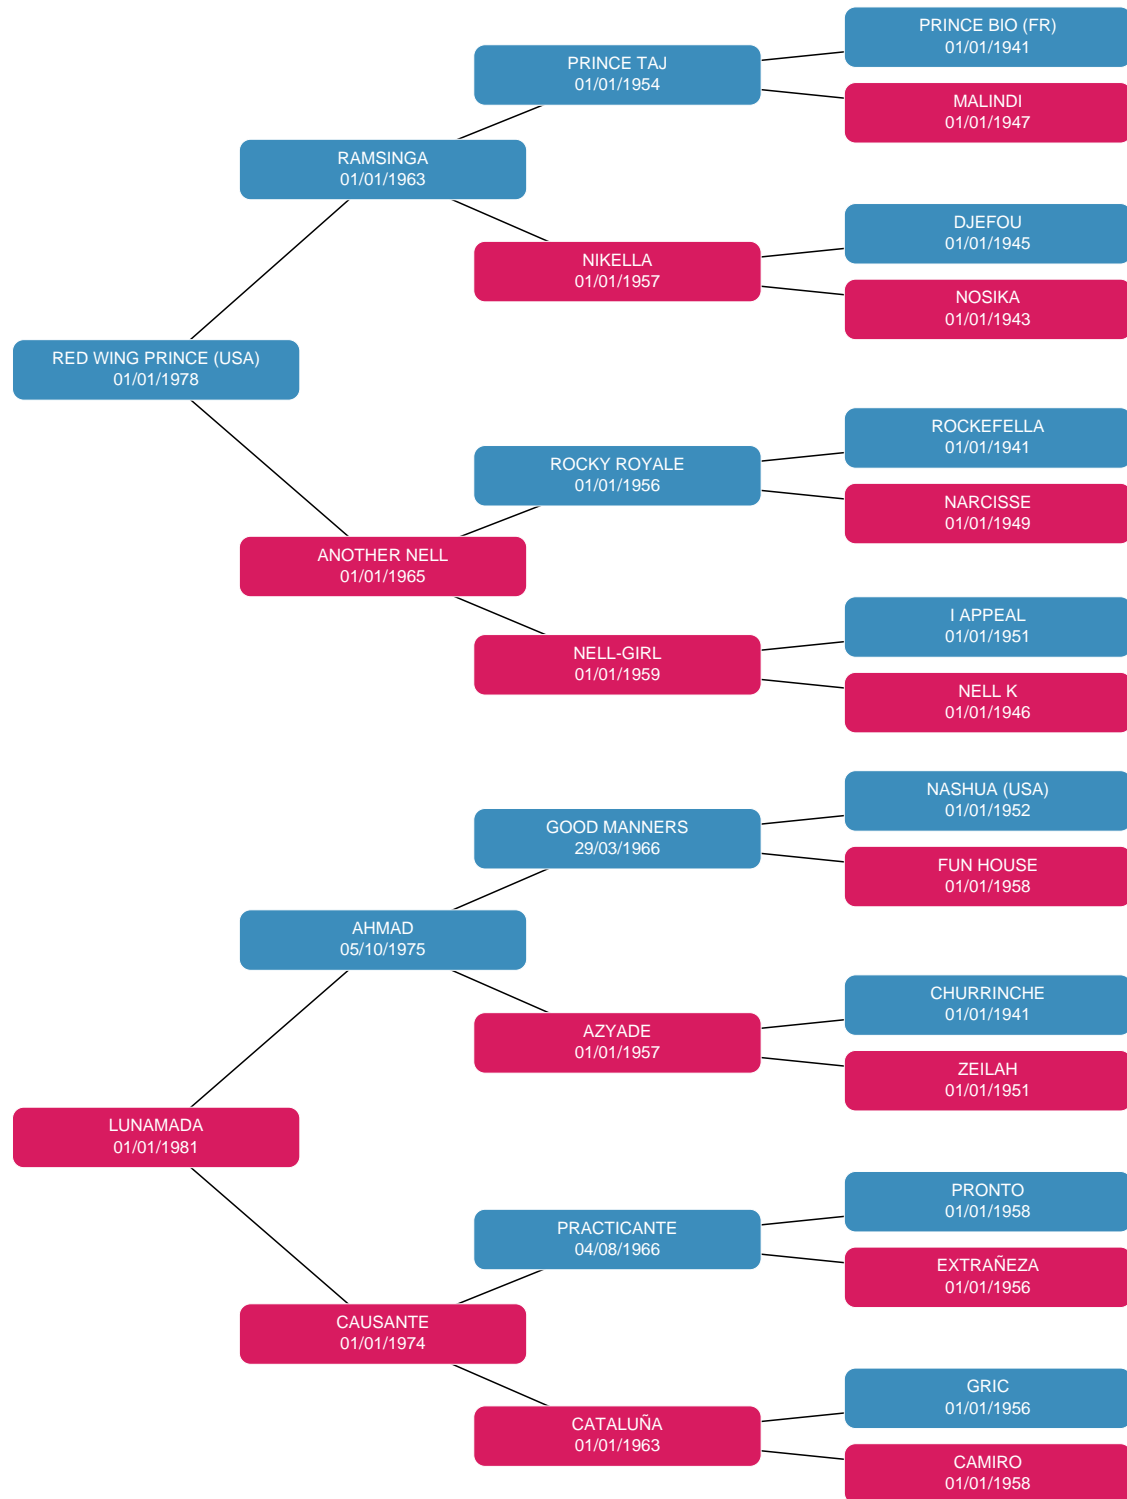 PRINCE BIO (FR)
01/01/1941
PRINCE TAJ
01/01/1954
MALINDI
01/01/1947
RAMSINGA
01/01/1963
DJEFOU
01/01/1945
NIKELLA
01/01/1957
NOSIKA
01/01/1943
RED WING PRINCE (USA)
01/01/1978
ROCKEFELLA
01/01/1941
ROCKY ROYALE
01/01/1956
NARCISSE
01/01/1949
ANOTHER NELL
01/01/1965
I APPEAL
01/01/1951
NELL-GIRL
01/01/1959
NELL K
01/01/1946
NASHUA (USA)
01/01/1952
GOOD MANNERS
29/03/1966
FUN HOUSE
01/01/1958
AHMAD
05/10/1975
CHURRINCHE
01/01/1941
AZYADE
01/01/1957
ZEILAH
01/01/1951
LUNAMADA
01/01/1981
PRONTO
01/01/1958
PRACTICANTE
04/08/1966
EXTRAÑEZA
01/01/1956
CAUSANTE
01/01/1974
GRIC
01/01/1956
CATALUÑA
01/01/1963
CAMIRO
01/01/1958